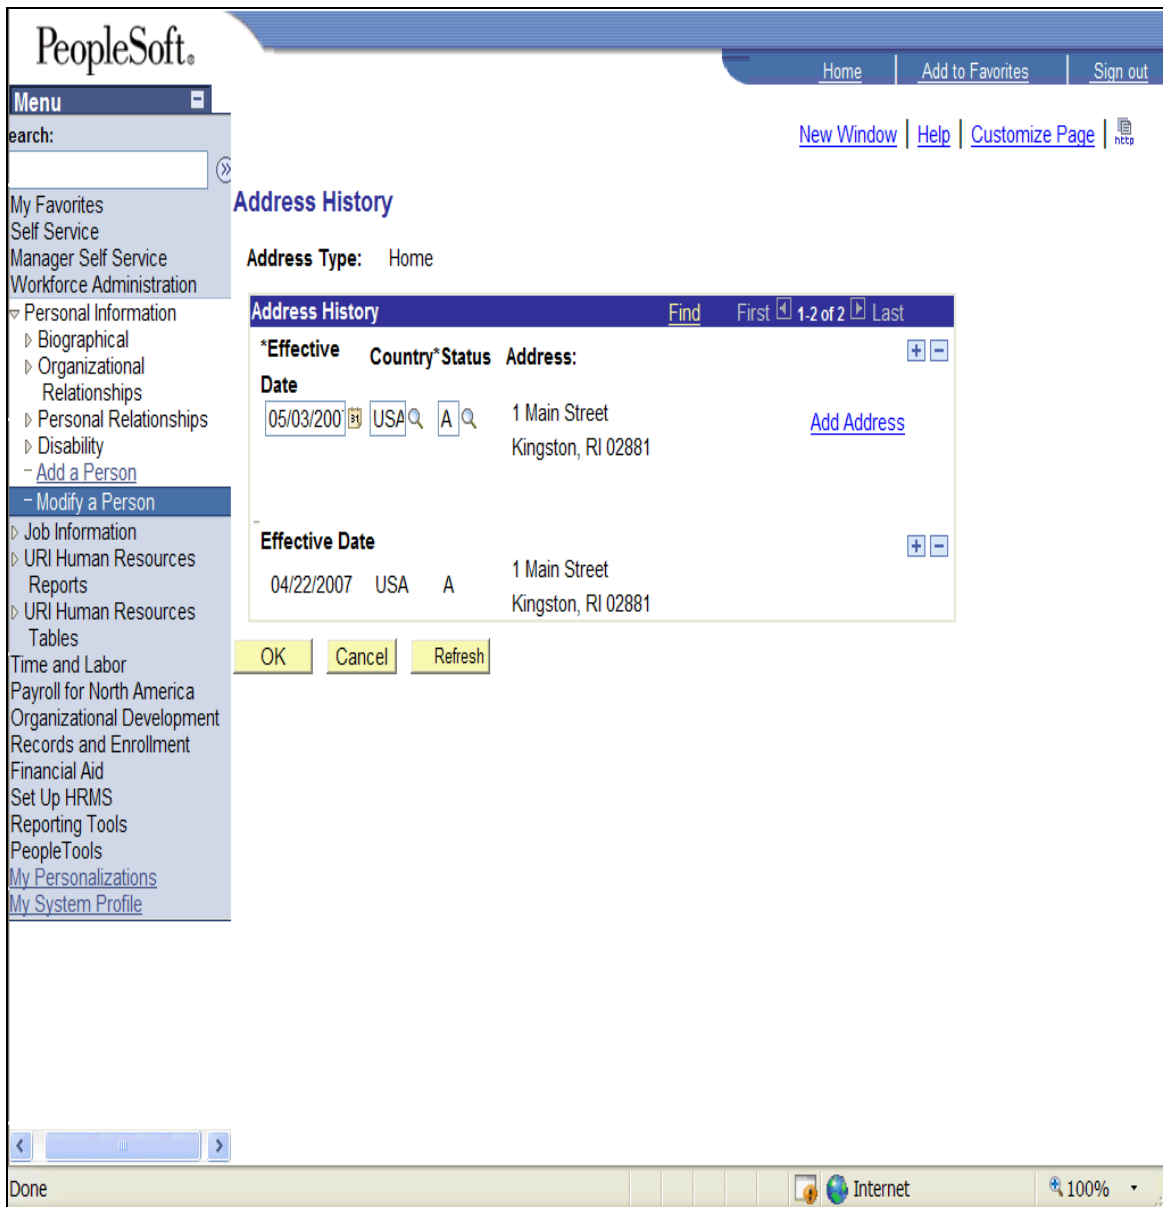 PeopleSoft.
Home
Add to Favorites
Sign out
Menu
earch:
New Window | Help | Customize Page | http
My Favorites
Self Service
Manager Self Service
Workforce Administration
Personal Information
Biographical
Organizational
Relationships
Personal Relationships
Disability
– Add a Person
– Modify a Person
Job Information
URI Human Resources
Reports
URI Human Resources
Tables
Time and Labor
Payroll for North America
Organizational Development
Records and Enrollment
Financial Aid
Set Up HRMS
Reporting Tools
PeopleTools
My Personalizations
My System Profile
Address History
Address Type: Home
Address History Find First 1-2 of 2 Last
*Effective
Date
Country *Status Address:
05/03/200 31 USA A 1 Main Street
Kingston, RI 02881
Add Address
Effective Date
04/22/2007 USA A 1 Main Street
Kingston, RI 02881
OK Cancel Refresh
Done Internet 100%